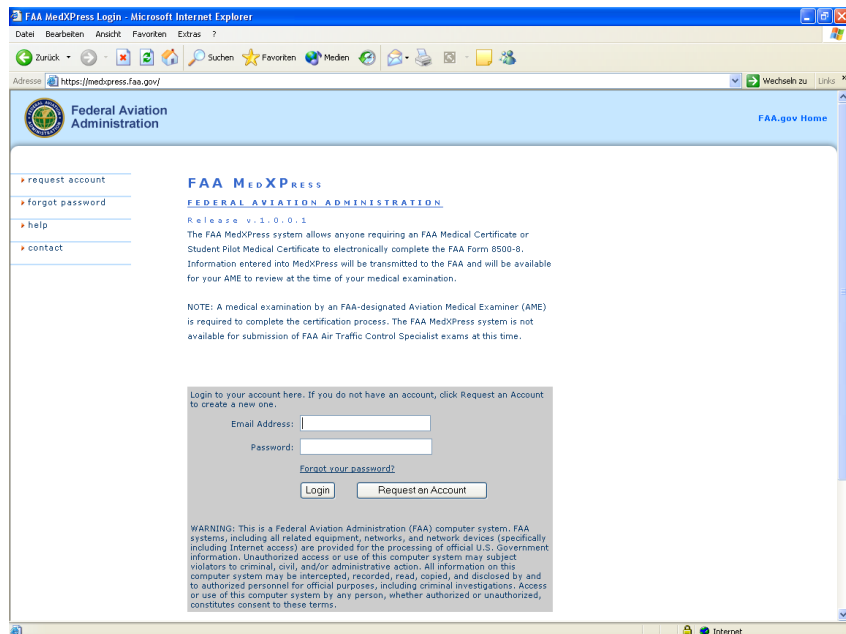 FAA MedXPress Login - Microsoft Internet Explorer
Datei Bearbeiten Ansicht Favoriten Extras ?
Zurück Suchen Favoriten Medien
Adresse https://medxpress.faa.gov/ Wechseln zu Links »
Federal Aviation
Administration
FAA.gov Home
request account
forgot password
help
contact
FAA MEDXPRESS
FEDERAL AVIATION ADMINISTRATION
Release v.1.0.0.1
The FAA MedXPress system allows anyone requiring an FAA Medical Certificate or
Student Pilot Medical Certificate to electronically complete the FAA Form 8500-8.
Information entered into MedXPress will be transmitted to the FAA and will be available
for your AME to review at the time of your medical examination.
NOTE: A medical examination by an FAA-designated Aviation Medical Examiner (AME)
is required to complete the certification process. The FAA MedXPress system is not
available for submission of FAA Air Traffic Control Specialist exams at this time.
Login to your account here. If you do not have an account, click Request an Account
to create a new one.
Email Address:
Password:
Forgot your password?
Login Request an Account
WARNING: This is a Federal Aviation Administration (FAA) computer system. FAA
systems, including all related equipment, networks, and network devices (specifically
including Internet access) are provided for the processing of official U.S. Government
information. Unauthorized access or use of this computer system may subject
violators to criminal, civil, and/or administrative action. All information on this
computer system may be intercepted, recorded, read, copied, and disclosed by and
to authorized personnel for official purposes, including criminal investigations. Access
or use of this computer system by any person, whether authorized or unauthorized,
constitutes consent to these terms.
Internet